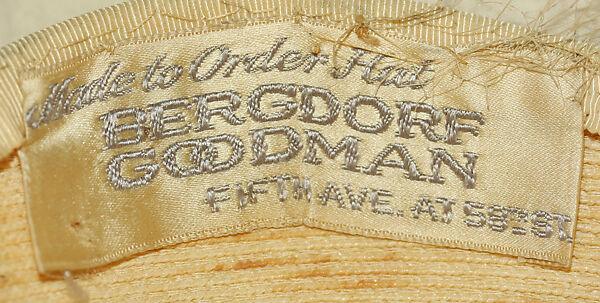 Made to Order Hat
BERGDORF
GOODMAN
FIFTH AVE. AT 58TH ST.